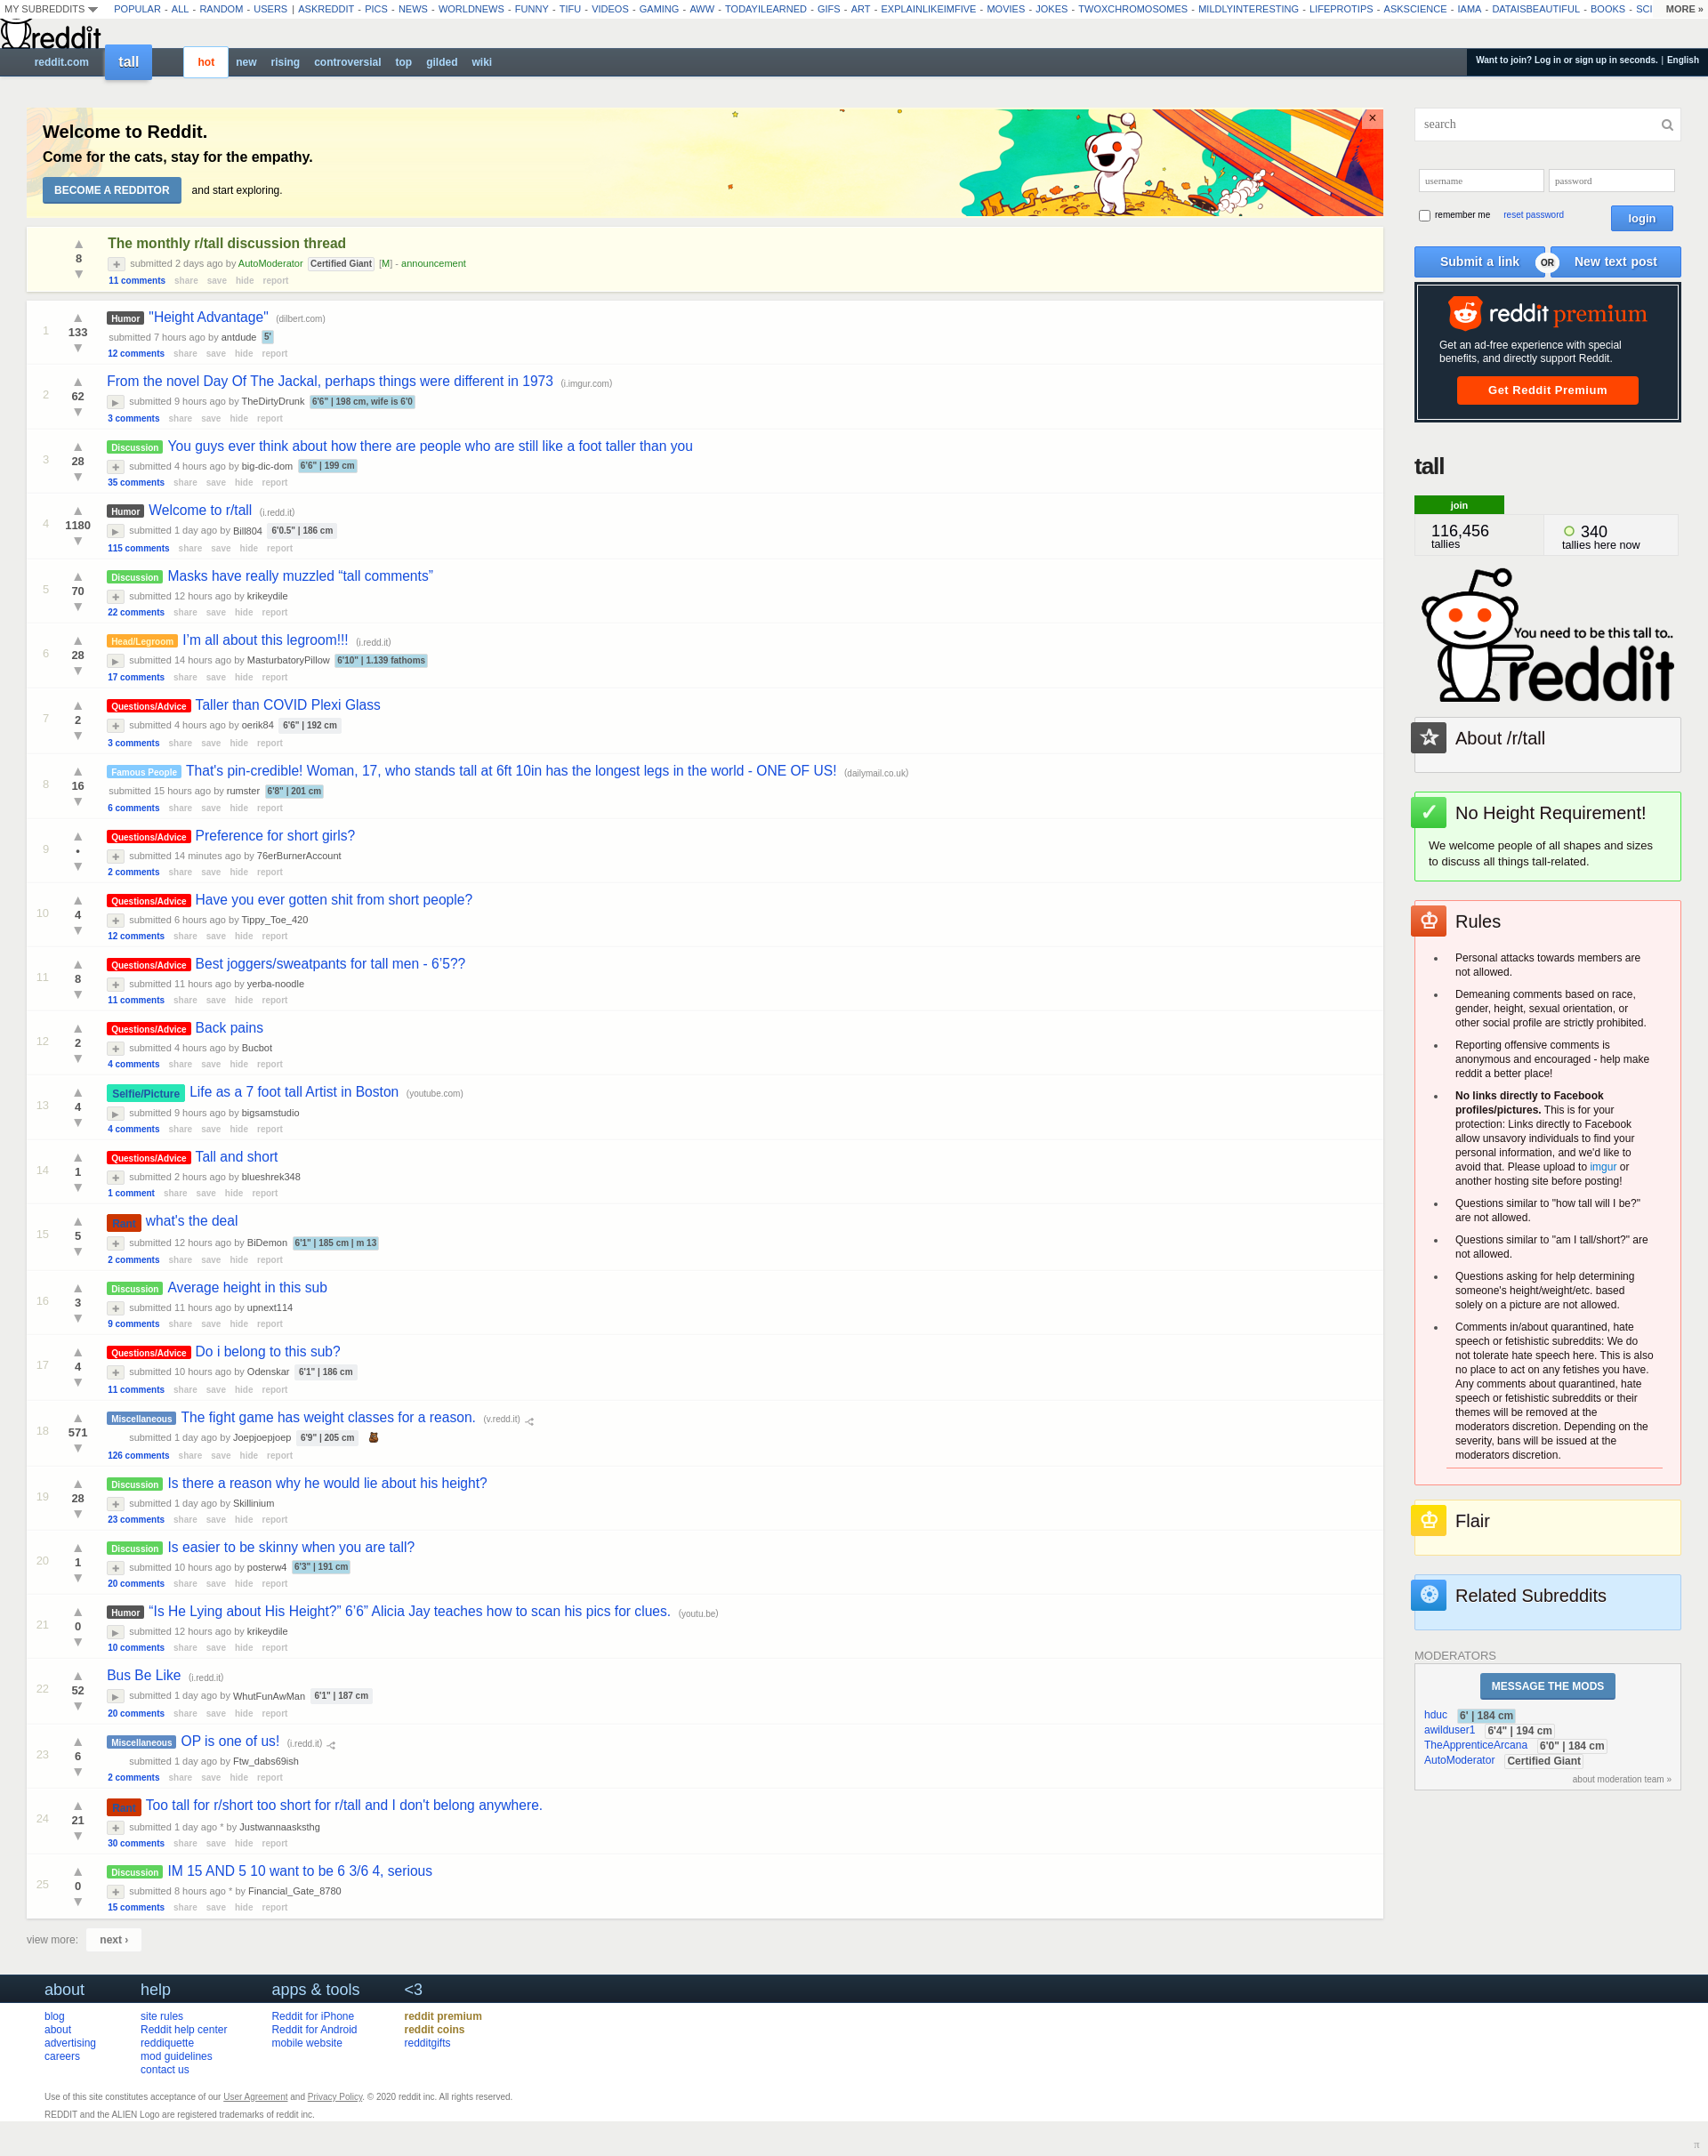 MY SUBREDDITS POPULAR - ALL - RANDOM - USERS | ASKREDDIT - PICS - NEWS - WORLDNEWS - FUNNY - TIFU - VIDEOS - GAMING - AWW - TODAYILEARNED - GIFS - ART - EXPLAINLIKEIMFIVE - MOVIES - JOKES - TWOXCHROMOSOMES - MILDLYINTERESTING - LIFEPROTIPS - ASKSCIENCE - IAMA - DATAISBEAUTIFUL - BOOKS - SCI MORE »
reddit
reddit.com tall hot new rising controversial top gilded wiki
Want to join? Log in or sign up in seconds. | English
Welcome to Reddit.
Come for the cats, stay for the empathy.
BECOME A REDDITOR and start exploring.
×
The monthly r/tall discussion thread
8
submitted 2 days ago by AutoModerator Certified Giant [M] - announcement
11 comments share save hide report
1 133
Humor "Height Advantage" (dilbert.com)
submitted 7 hours ago by antdude 5'
12 comments share save hide report
2 62
From the novel Day Of The Jackal, perhaps things were different in 1973 (i.imgur.com)
submitted 9 hours ago by TheDirtyDrunk 6'6" | 198 cm, wife is 6'0
3 comments share save hide report
3 28
Discussion You guys ever think about how there are people who are still like a foot taller than you
submitted 4 hours ago by big-dic-dom 6'6" | 199 cm
35 comments share save hide report
4 1180
Humor Welcome to r/tall (i.redd.it)
submitted 1 day ago by Bill804 6'0.5" | 186 cm
115 comments share save hide report
5 70
Discussion Masks have really muzzled “tall comments”
submitted 12 hours ago by krikeydile
22 comments share save hide report
6 28
Head/Legroom I'm all about this legroom!!! (i.redd.it)
submitted 14 hours ago by MasturbatoryPillow 6'10" | 1.139 fathoms
17 comments share save hide report
7 2
Questions/Advice Taller than COVID Plexi Glass
submitted 4 hours ago by oerik84 6'6" | 192 cm
3 comments share save hide report
8 16
Famous People That's pin-credible! Woman, 17, who stands tall at 6ft 10in has the longest legs in the world - ONE OF US! (dailymail.co.uk)
submitted 15 hours ago by rumster 6'8" | 201 cm
6 comments share save hide report
9 •
Questions/Advice Preference for short girls?
submitted 14 minutes ago by 76erBurnerAccount
2 comments share save hide report
10 4
Questions/Advice Have you ever gotten shit from short people?
submitted 6 hours ago by Tippy_Toe_420
12 comments share save hide report
11 8
Questions/Advice Best joggers/sweatpants for tall men - 6’5??
submitted 11 hours ago by yerba-noodle
11 comments share save hide report
12 2
Questions/Advice Back pains
submitted 4 hours ago by Bucbot
4 comments share save hide report
13 4
Selfie/Picture Life as a 7 foot tall Artist in Boston (youtube.com)
submitted 9 hours ago by bigsamstudio
4 comments share save hide report
14 1
Questions/Advice Tall and short
submitted 2 hours ago by blueshrek348
1 comment share save hide report
15 5
Rant what's the deal
submitted 12 hours ago by BiDemon 6'1" | 185 cm | m 13
2 comments share save hide report
16 3
Discussion Average height in this sub
submitted 11 hours ago by upnext114
9 comments share save hide report
17 4
Questions/Advice Do i belong to this sub?
submitted 10 hours ago by Odenskar 6'1" | 186 cm
11 comments share save hide report
18 571
Miscellaneous The fight game has weight classes for a reason. (v.redd.it)
submitted 1 day ago by Joepjoepjoep 6'9" | 205 cm
126 comments share save hide report
19 28
Discussion Is there a reason why he would lie about his height?
submitted 1 day ago by Skillinium
23 comments share save hide report
20 1
Discussion Is easier to be skinny when you are tall?
submitted 10 hours ago by posterw4 6'3" | 191 cm
20 comments share save hide report
21 0
Humor “Is He Lying about His Height?” 6’6” Alicia Jay teaches how to scan his pics for clues. (youtu.be)
submitted 12 hours ago by krikeydile
10 comments share save hide report
22 52
Bus Be Like (i.redd.it)
submitted 1 day ago by WhutFunAwMan 6'1" | 187 cm
20 comments share save hide report
23 6
Miscellaneous OP is one of us! (i.redd.it)
submitted 1 day ago by Ftw_dabs69ish
2 comments share save hide report
24 21
Rant Too tall for r/short too short for r/tall and I don't belong anywhere.
submitted 1 day ago * by Justwannaasksthg
30 comments share save hide report
25 0
Discussion IM 15 AND 5 10 want to be 6 3/6 4, serious
submitted 8 hours ago * by Financial_Gate_8780
15 comments share save hide report
view more: next ›
search
username password
remember me reset password login
Submit a link OR New text post
reddit premium
Get an ad-free experience with special
benefits, and directly support Reddit.
Get Reddit Premium
tall
join
116,456 340
tallies tallies here now
You need to be this tall to..
reddit
About /r/tall
No Height Requirement!
We welcome people of all shapes and sizes
to discuss all things tall-related.
Rules
Personal attacks towards members are
not allowed.
Demeaning comments based on race,
gender, height, sexual orientation, or
other social profile are strictly prohibited.
Reporting offensive comments is
anonymous and encouraged - help make
reddit a better place!
No links directly to Facebook
profiles/pictures. This is for your
protection: Links directly to Facebook
allow unsavory individuals to find your
personal information, and we'd like to
avoid that. Please upload to imgur or
another hosting site before posting!
Questions similar to "how tall will I be?"
are not allowed.
Questions similar to "am I tall/short?" are
not allowed.
Questions asking for help determining
someone's height/weight/etc. based
solely on a picture are not allowed.
Comments in/about quarantined, hate
speech or fetishistic subreddits: We do
not tolerate hate speech here. This is also
no place to act on any fetishes you have.
Any comments about quarantined, hate
speech or fetishistic subreddits or their
themes will be removed at the
moderators discretion. Depending on the
severity, bans will be issued at the
moderators discretion.
Flair
Related Subreddits
MODERATORS
MESSAGE THE MODS
hduc 6' | 184 cm
awilduser1 6'4" | 194 cm
TheApprenticeArcana 6'0" | 184 cm
AutoModerator Certified Giant
about moderation team »
about help apps & tools <3
blog site rules Reddit for iPhone reddit premium
about Reddit help center Reddit for Android reddit coins
advertising reddiquette mobile website redditgifts
careers mod guidelines
contact us
Use of this site constitutes acceptance of our User Agreement and Privacy Policy. © 2020 reddit inc. All rights reserved.
REDDIT and the ALIEN Logo are registered trademarks of reddit inc.
π